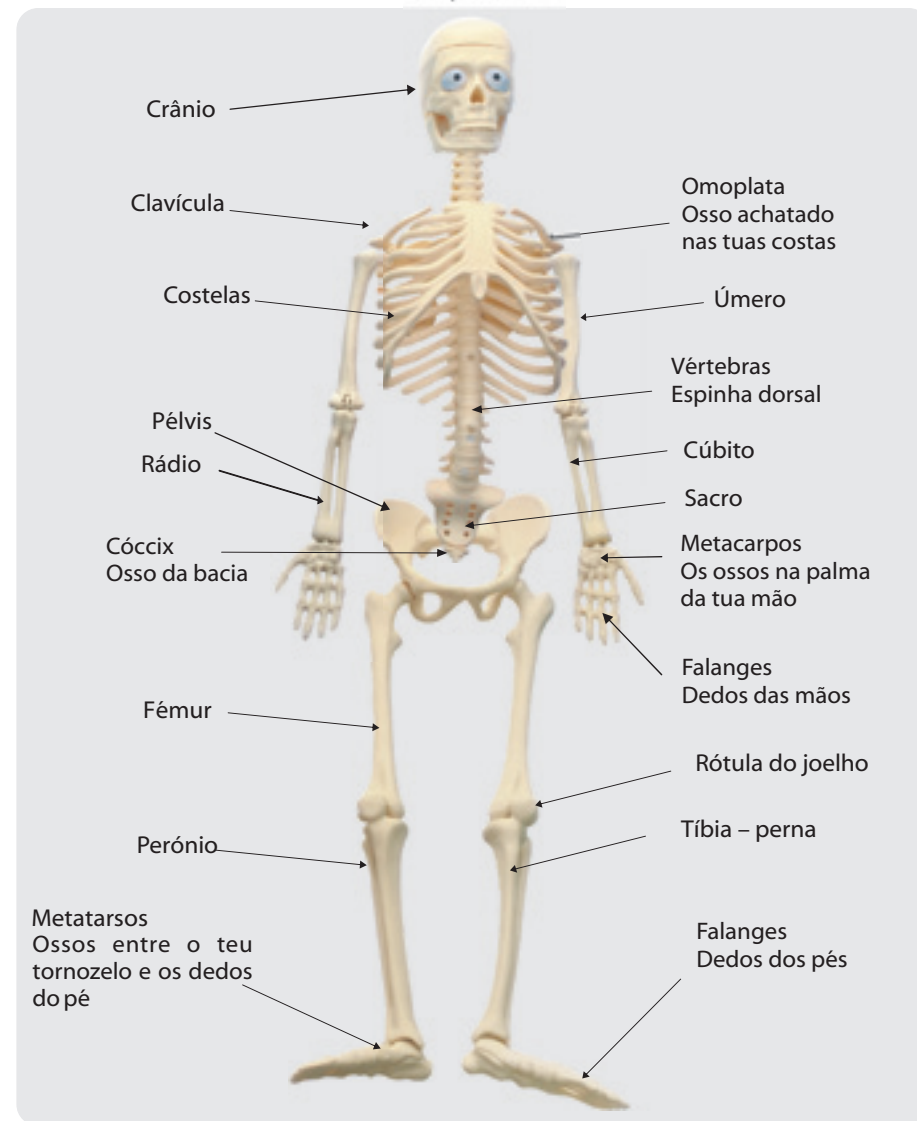 Crânio
Clavícula
Costelas
Pélvis
Rádio
Cóccix
Osso da bacia
Fémur
Perónio
Metatarsos
Ossos entre o teu
tornozelo e os dedos
do pé
Omoplata
Osso achatado
nas tuas costas
Úmero
Vértebras
Espinha dorsal
Cúbito
Sacro
Metacarpos
Os ossos na palma
da tua mão
Falanges
Dedos das mãos
Rótula do joelho
Tíbia – perna
Falanges
Dedos dos pés